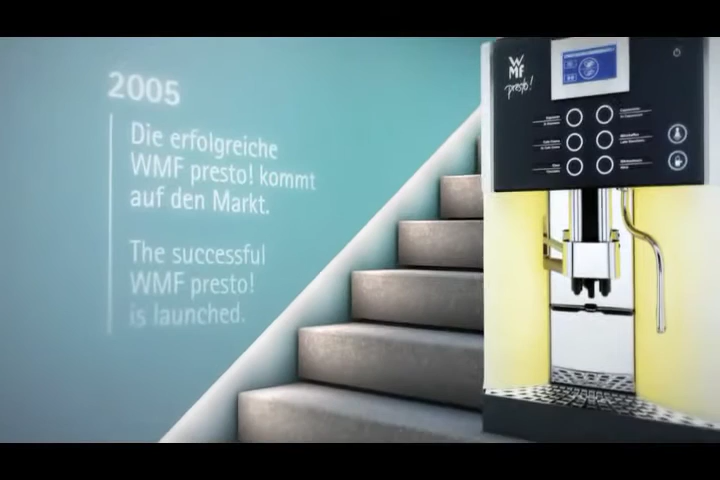 2005
Die erfolgreiche
WMF presto! kommt
auf den Markt.
The successful
WMF presto!
is launched.
WMF
presto!